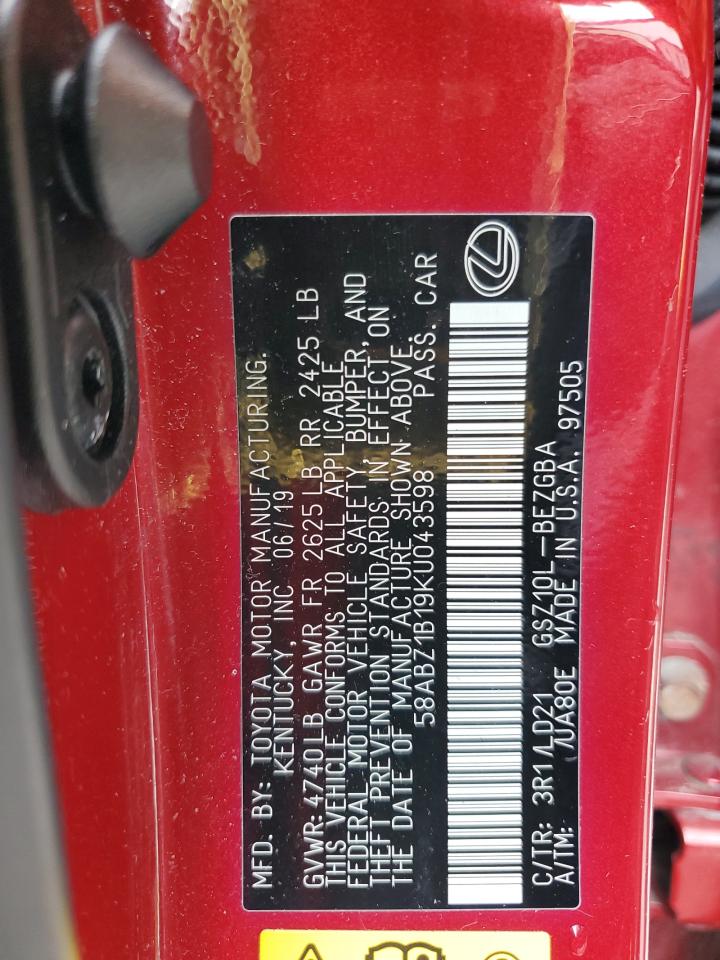 MFD. BY: TOYOTA MOTOR MANUFACTURING.
KENTUCKY, INC 06/19
GVWR: 4740LB GAWR FR 2625 LB RR 2425 LB
THIS VEHICLE CONFORMS TO ALL APPLICABLE
FEDERAL MOTOR VEHICLE SAFETY, BUMPER, AND
THEFT PREVENTION STANDARDS IN EFFECT ON
THE DATE OF MANUFACTURE SHOWN ABOVE.
58ABZ1B19KU043598 PASS. CAR
C/TR: 3R1/LD21 GSZ10L-BEZGBA
A/TM: /UA80E MADE IN U.S.A. 97505